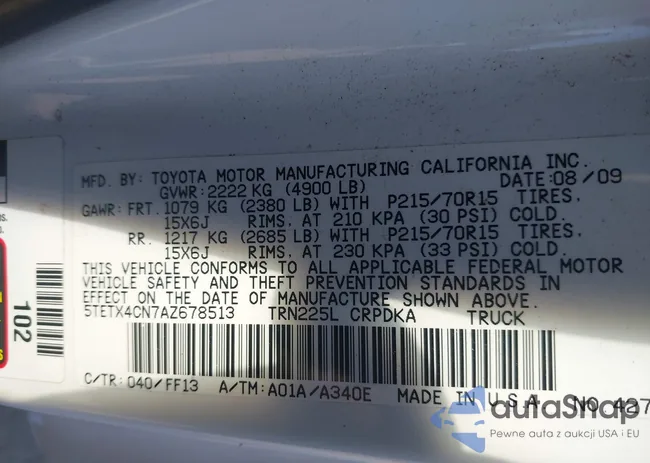 MFD. BY: TOYOTA MOTOR MANUFACTURING CALIFORNIA INC.
GVWR: 2222 KG (4900 LB) DATE: 08/09
GAWR: FRT. 1079 KG (2380 LB) WITH P215/70R15 TIRES.
15X6J RIMS, AT 210 KPA (30 PSI) COLD.
RR. 1217 KG (2685 LB) WITH P215/70R15 TIRES.
15X6J RIMS, AT 230 KPA (33 PSI) COLD.
THIS VEHICLE CONFORMS TO ALL APPLICABLE FEDERAL MOTOR
VEHICLE SAFETY AND THEFT PREVENTION STANDARDS IN
EFFECT ON THE DATE OF MANUFACTURE SHOWN ABOVE.
5TETX4CN7AZ678513 TRN225L CRPDKA TRUCK
C/TR: 040/FF13 A/TM: A01A/A340E MADE IN U.S.A. NO. 427
102
autaSnap
Pewne auta z aukcji USA i EU